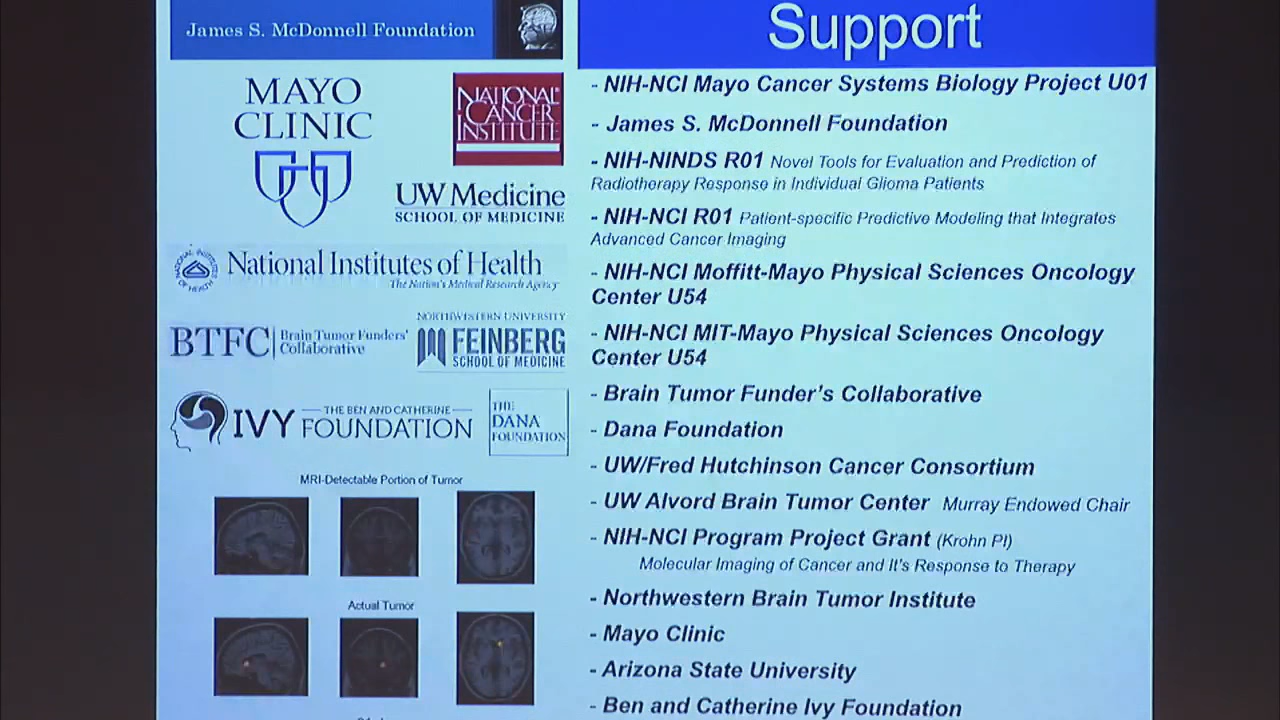 James S. McDonnell Foundation
MAYO
CLINIC
NATIONAL
CANCER
INSTITUTE
UW Medicine
SCHOOL OF MEDICINE
National Institutes of Health
The Nation's Medical Research Agency
BTFC Brain Tumor Funders'
Collaborative
NORTHWESTERN UNIVERSITY
FEINBERG
SCHOOL OF MEDICINE
IVY THE BEN AND CATHERINE
FOUNDATION
THE
DANA
FOUNDATION
MRI-Detectable Portion of Tumor
Actual Tumor
Support
- NIH-NCI Mayo Cancer Systems Biology Project U01
- James S. McDonnell Foundation
- NIH-NINDS R01 Novel Tools for Evaluation and Prediction of
Radiotherapy Response in Individual Glioma Patients
- NIH-NCI R01 Patient-specific Predictive Modeling that Integrates
Advanced Cancer Imaging
- NIH-NCI Moffitt-Mayo Physical Sciences Oncology
Center U54
- NIH-NCI MIT-Mayo Physical Sciences Oncology
Center U54
- Brain Tumor Funder's Collaborative
- Dana Foundation
- UW/Fred Hutchinson Cancer Consortium
- UW Alvord Brain Tumor Center Murray Endowed Chair
- NIH-NCI Program Project Grant (Krohn PI)
Molecular Imaging of Cancer and It's Response to Therapy
- Northwestern Brain Tumor Institute
- Mayo Clinic
- Arizona State University
- Ben and Catherine Ivy Foundation